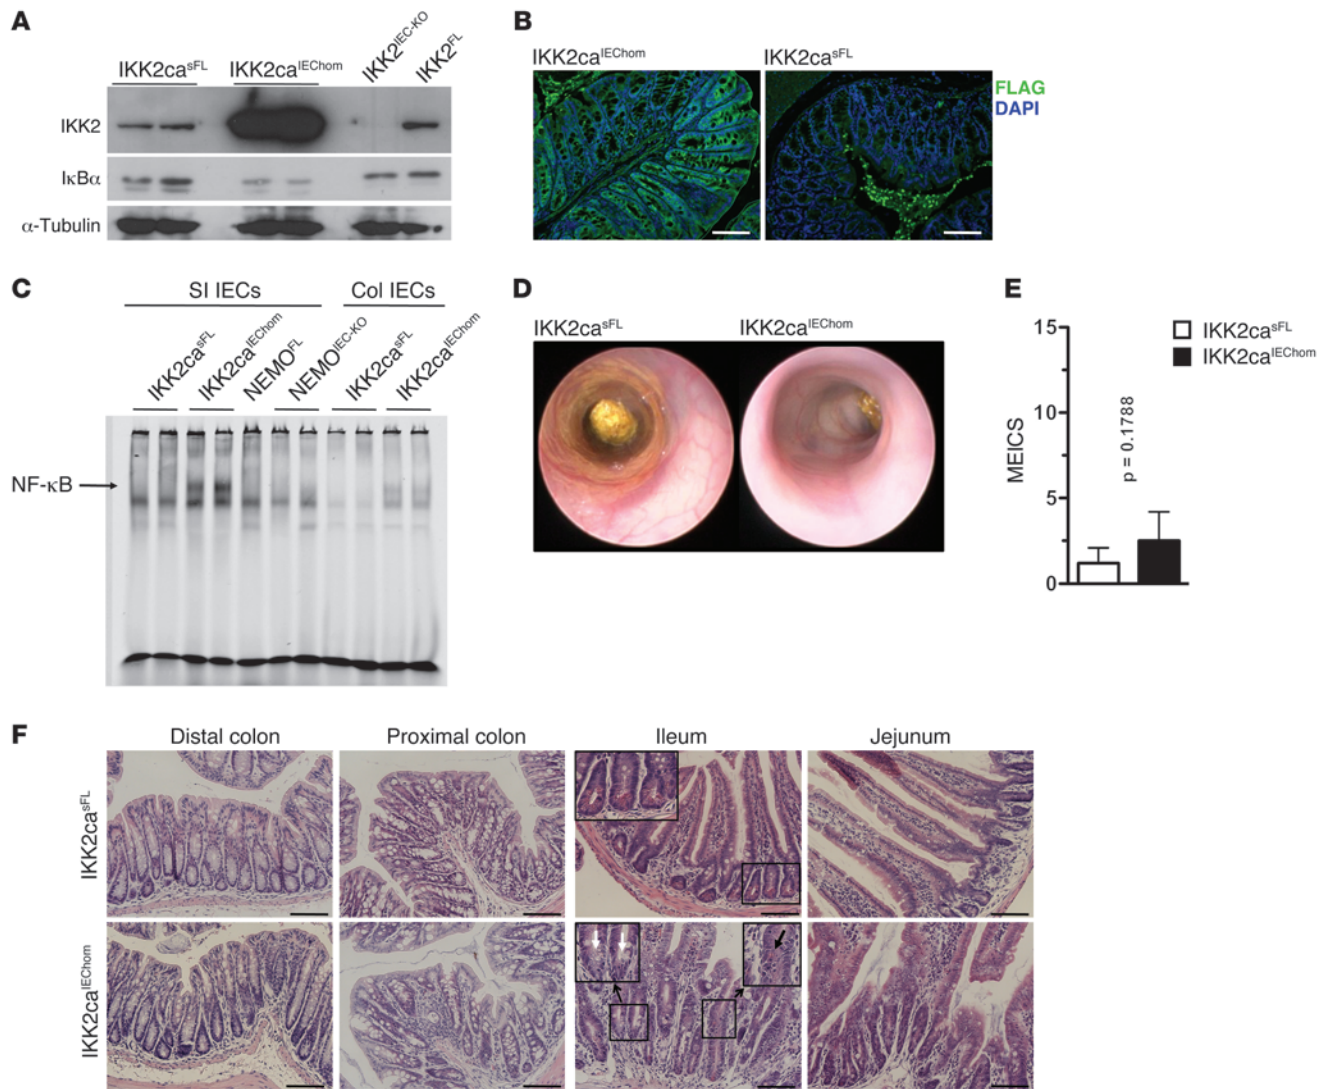 A
IKK2ca^sFL IKK2ca^IEChom IKK2^IEC-KO IKK2^FL
IKK2
IκBα
α-Tubulin
B
IKK2ca^IEChom IKK2ca^sFL
FLAG
DAPI
C
SI IECs Col IECs
IKK2ca^sFL IKK2ca^IEChom NEMO^FL NEMO^IEC-KO IKK2ca^sFL IKK2ca^IEChom
NF-κB
D
IKK2ca^sFL IKK2ca^IEChom
E
MEICS
15
10
5
0
p = 0.1788
IKK2ca^sFL
IKK2ca^IEChom
F
Distal colon Proximal colon Ileum Jejunum
IKK2ca^sFL
IKK2ca^IEChom